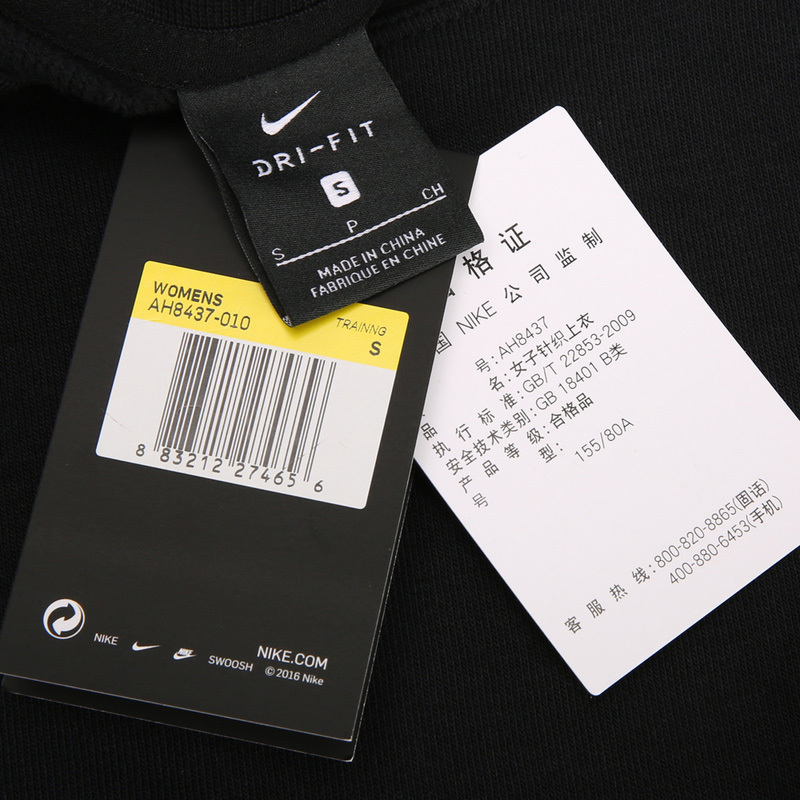 DRI-FIT
S
S P CH
MADE IN CHINA
FABRIQUE EN CHINE
WOMENS
AH8437-010
TRAINNG
S
8 83212 27465 6
NIKE
SWOOSH
NIKE.COM
©2016 Nike
格证
国 NIKE 公司监制
号:AH8437
名:女子针织上衣
执行标准:GB/T 22853-2009
安全技术类别:GB 18401 B类
产品等级:合格品
型: 155/80A
号
客服热线:800-820-8865(固话)
400-880-6453(手机)